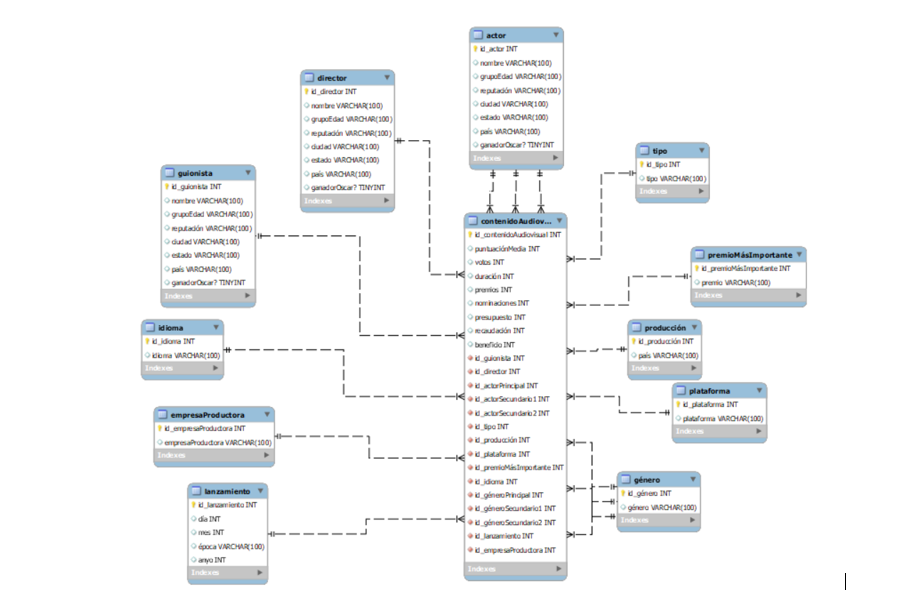 actor
id_actor INT
nombre VARCHAR(100)
grupoEdad VARCHAR(100)
reputación VARCHAR(100)
ciudad VARCHAR(100)
estado VARCHAR(100)
país VARCHAR(100)
ganadorOscar? TINYINT
Indexes
director
id_director INT
nombre VARCHAR(100)
grupoEdad VARCHAR(100)
reputación VARCHAR(100)
ciudad VARCHAR(100)
estado VARCHAR(100)
país VARCHAR(100)
ganadorOscar? TINYINT
Indexes
guionista
id_guionista INT
nombre VARCHAR(100)
grupoEdad VARCHAR(100)
reputación VARCHAR(100)
ciudad VARCHAR(100)
estado VARCHAR(100)
país VARCHAR(100)
ganadorOscar? TINYINT
Indexes
idioma
id_idioma INT
idioma VARCHAR(100)
Indexes
empresaProductora
id_empresaProductora INT
empresaProductora VARCHAR(100)
Indexes
lanzamiento
id_lanzamiento INT
día INT
mes INT
época VARCHAR(100)
anyo INT
Indexes
contenidoAudiov...
id_contenidoAudiovisual INT
puntuaciónMedia INT
votos INT
duración INT
premios INT
nominaciones INT
presupuesto INT
recaudación INT
beneficio INT
id_guionista INT
id_director INT
id_actorPrincipal INT
id_actorSecundario1 INT
id_actorSecundario2 INT
id_tipo INT
id_producción INT
id_plataforma INT
id_premioMásImportante INT
id_idioma INT
id_géneroPrincipal INT
id_géneroSecundario1 INT
id_géneroSecundario2 INT
id_lanzamiento INT
id_empresaProductora INT
Indexes
tipo
id_tipo INT
tipo VARCHAR(100)
Indexes
premioMásImportante
id_premioMásImportante INT
premio VARCHAR(100)
Indexes
producción
id_producción INT
país VARCHAR(100)
Indexes
plataforma
id_plataforma INT
plataforma VARCHAR(100)
Indexes
género
id_género INT
género VARCHAR(100)
Indexes